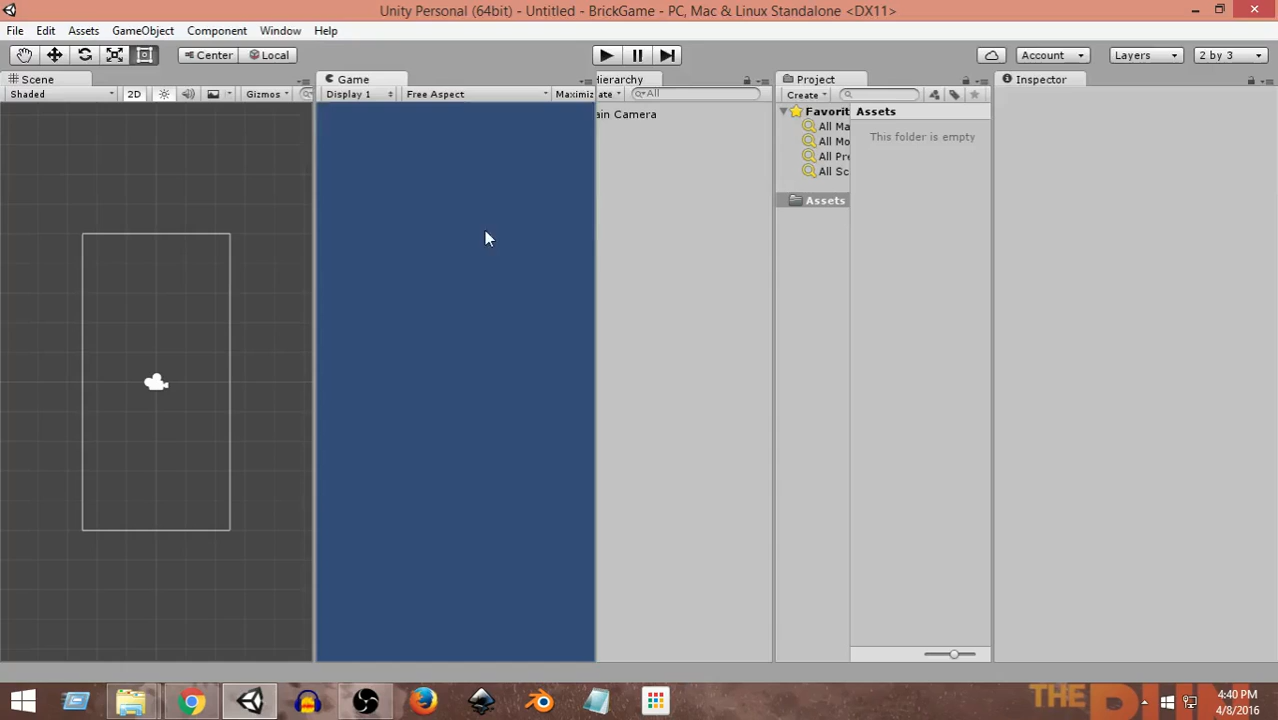 Unity Personal (64bit) - Untitled - BrickGame - PC, Mac & Linux Standalone <DX11>
File Edit Assets GameObject Component Window Help
Center Local Account Layers 2 by 3
Scene Game ierarchy Project Inspector
Shaded 2D Gizmos Display 1 Free Aspect Maximiz ate All Create
ain Camera
Favorit
All Ma
All Mo
All Pre
All Sc
Assets
Assets
This folder is empty
THE
4:40 PM
4/8/2016